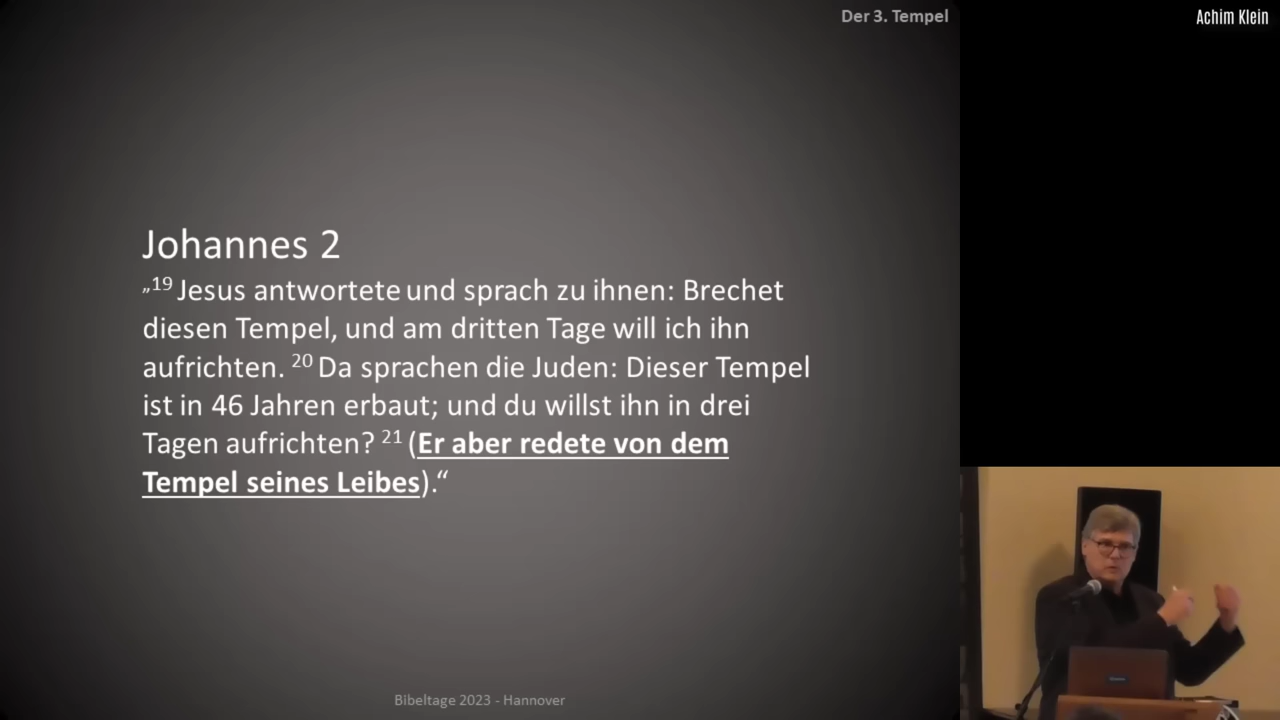 Der 3. Tempel
Achim Klein
Johannes 2
„19 Jesus antwortete und sprach zu ihnen: Brechet
diesen Tempel, und am dritten Tage will ich ihn
aufrichten. 20 Da sprachen die Juden: Dieser Tempel
ist in 46 Jahren erbaut; und du willst ihn in drei
Tagen aufrichten? 21 (Er aber redete von dem
Tempel seines Leibes).“
Bibeltage 2023 - Hannover